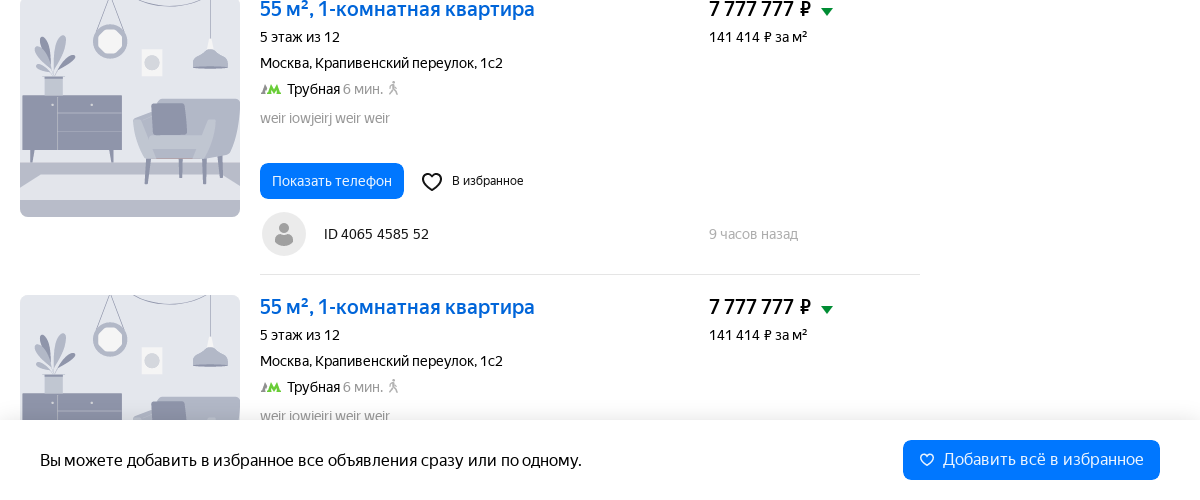 55 м², 1-комнатная квартира
7 777 777 ₽
5 этаж из 12
141 414 ₽ за м²
Москва, Крапивенский переулок, 1с2
Трубная 6 мин.
weir iowjeirj weir weir
Показать телефон
В избранное
ID 4065 4585 52
9 часов назад
55 м², 1-комнатная квартира
7 777 777 ₽
5 этаж из 12
141 414 ₽ за м²
Москва, Крапивенский переулок, 1с2
Трубная 6 мин.
weir iowjeirj weir weir
Вы можете добавить в избранное все объявления сразу или по одному.
Добавить всё в избранное